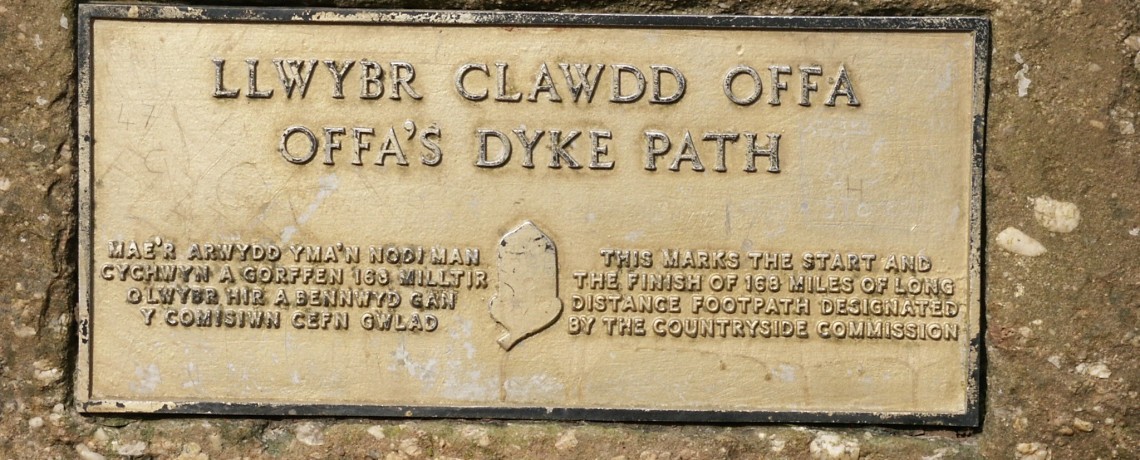 LLWYBR CLAWDD OFFA
OFFA'S DYKE PATH
MAE'R ARWYDD YMA'N NODI MAN
CYCHWYN A GORFFEN 168 MILLTIR
O LWYBR HIR A BENNWYD GAN
Y COMISIWN CEFN GWLAD
THIS MARKS THE START AND
THE FINISH OF 168 MILES OF LONG
DISTANCE FOOTPATH DESIGNATED
BY THE COUNTRYSIDE COMMISSION